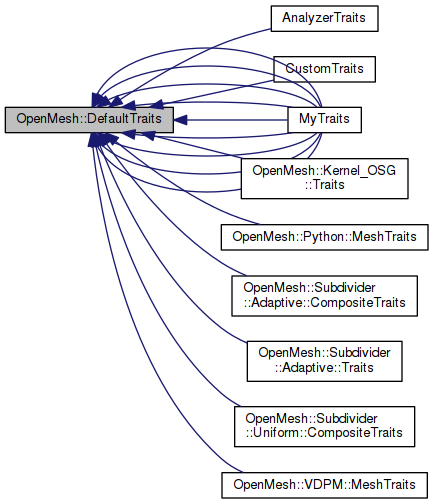 AnalyzerTraits
CustomTraits
OpenMesh::DefaultTraits
MyTraits
OpenMesh::Kernel_OSG
::Traits
OpenMesh::Python::MeshTraits
OpenMesh::Subdivider
::Adaptive::CompositeTraits
OpenMesh::Subdivider
::Adaptive::Traits
OpenMesh::Subdivider
::Uniform::CompositeTraits
OpenMesh::VDPM::MeshTraits